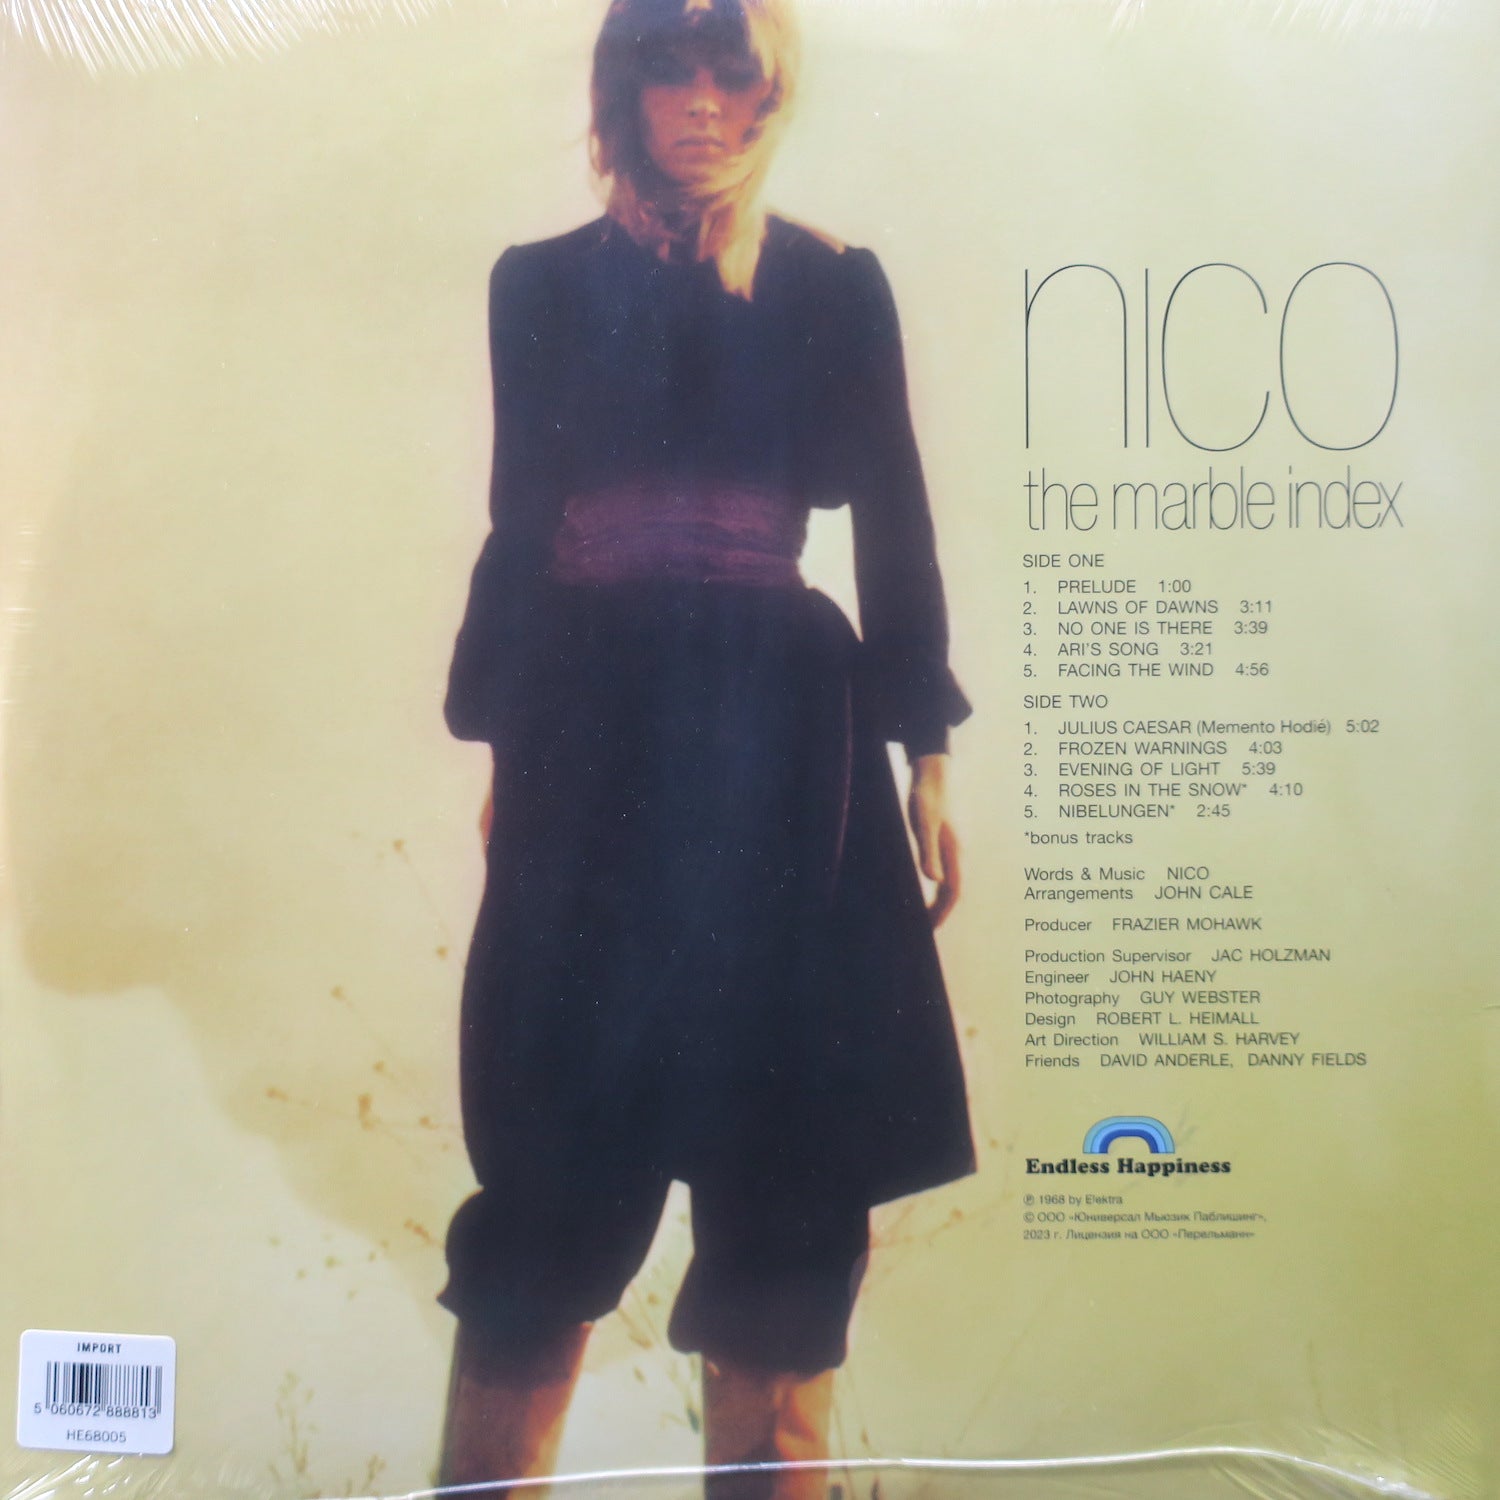 nico
the marble index
SIDE ONE
1. PRELUDE 1:00
2. LAWNS OF DAWNS 3:11
3. NO ONE IS THERE 3:39
4. ARI'S SONG 3:21
5. FACING THE WIND 4:56
SIDE TWO
1. JULIUS CAESAR (Memento Hodié) 5:02
2. FROZEN WARNINGS 4:03
3. EVENING OF LIGHT 5:39
4. ROSES IN THE SNOW* 4:10
5. NIBELUNGEN* 2:45
*bonus tracks
Words & Music NICO
Arrangements JOHN CALE
Producer FRAZIER MOHAWK
Production Supervisor JAC HOLZMAN
Engineer JOHN HAENY
Photography GUY WEBSTER
Design ROBERT L. HEIMALL
Art Direction WILLIAM S. HARVEY
Friends DAVID ANDERLE, DANNY FIELDS
Endless Happiness
℗ 1968 by Elektra
© ООО «Юниверсал Мьюзик Паблишинг»,
2023 г. Лицензия на ООО «Перельманн»
IMPORT
5 060672 888813
HE68005